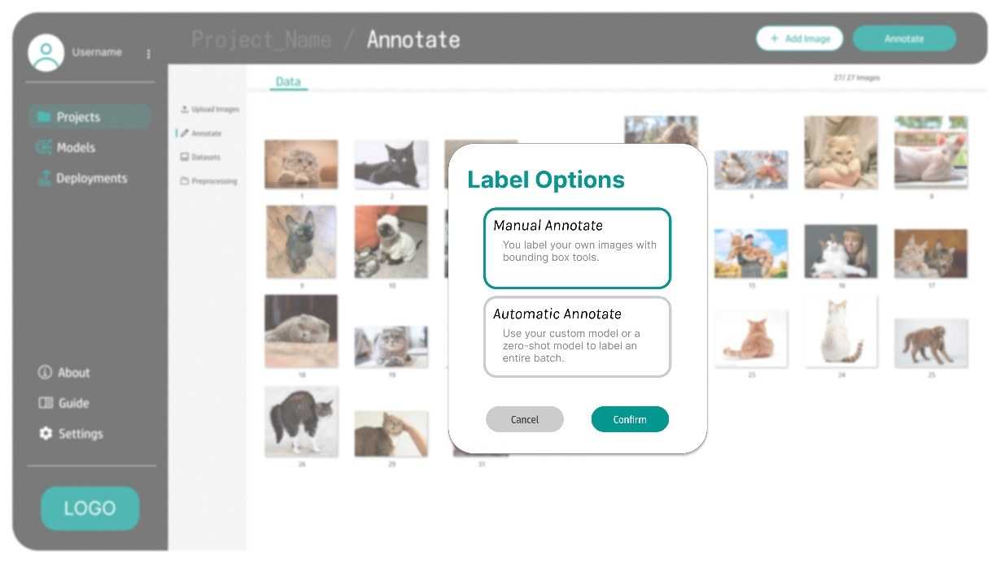 Username
Project_Name / Annotate
+ Add Image
Annotate
Data
27/ 27 Images
Projects
Models
Deployments
Upload Images
Annotate
Datasets
Preprocessing
1
2
6
7
8
9
10
15
16
17
18
19
23
24
25
26
29
31
Label Options
Manual Annotate
You label your own images with
bounding box tools.
Automatic Annotate
Use your custom model or a
zero-shot model to label an
entire batch.
Cancel
Confirm
About
Guide
Settings
LOGO